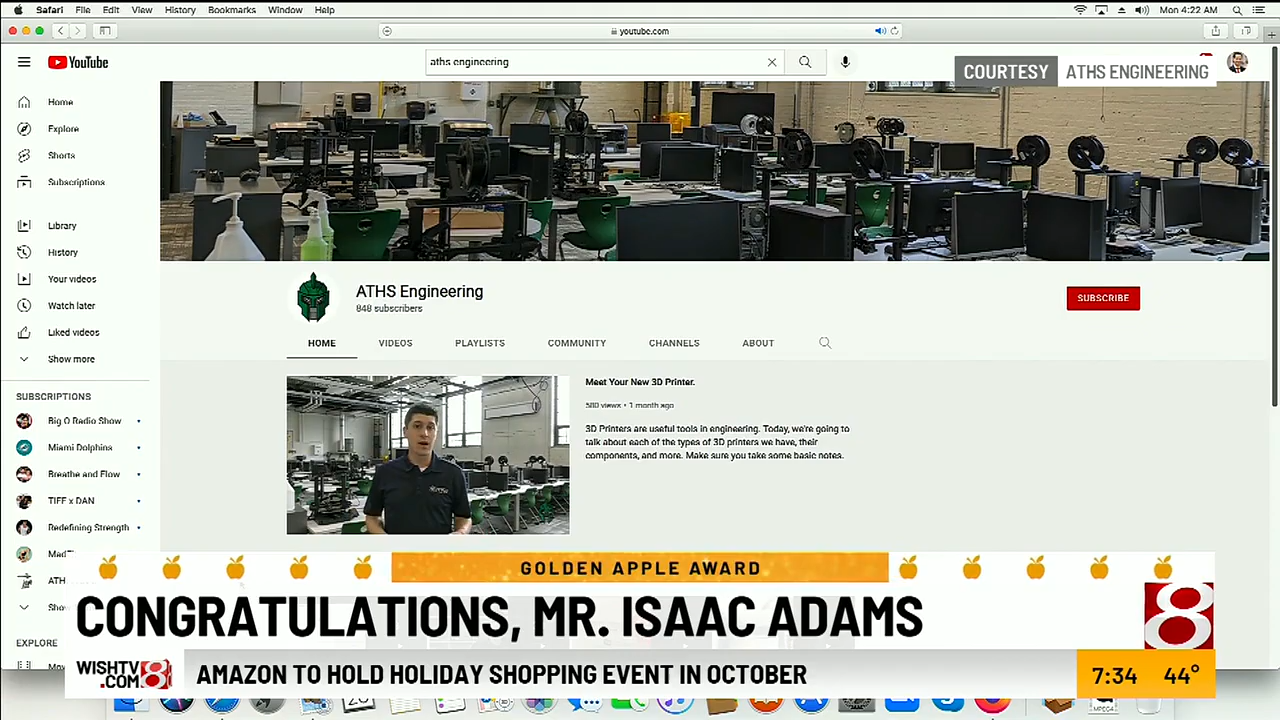 Safari File Edit View History Bookmarks Window Help Mon 4:22 AM
youtube.com
YouTube
aths engineering
COURTESY ATHS ENGINEERING
Home
Explore
Shorts
Subscriptions
Library
History
Your videos
Watch later
Liked videos
Show more
SUBSCRIPTIONS
Big O Radio Show
Miami Dolphins
Breathe and Flow
TIFF x DAN
Redefining Strength
ATH
EXPLORE
ATHS Engineering
848 subscribers
SUBSCRIBE
HOME VIDEOS PLAYLISTS COMMUNITY CHANNELS ABOUT
Meet Your New 3D Printer.
580 views • 1 month ago
3D Printers are useful tools in engineering. Today, we're going to
talk about each of the types of 3D printers we have, their
components, and more. Make sure you take some basic notes.
GOLDEN APPLE AWARD
CONGRATULATIONS, MR. ISAAC ADAMS
8
WISHTV
.COM 8
AMAZON TO HOLD HOLIDAY SHOPPING EVENT IN OCTOBER
7:34 44°